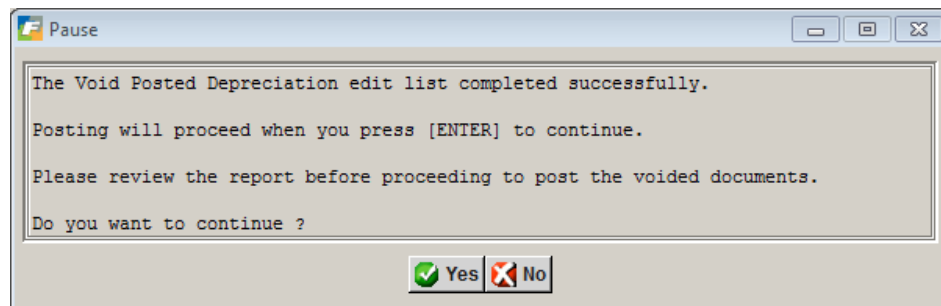 Pause
The Void Posted Depreciation edit list completed successfully.
Posting will proceed when you press [ENTER] to continue.
Please review the report before proceeding to post the voided documents.
Do you want to continue ?
Yes No